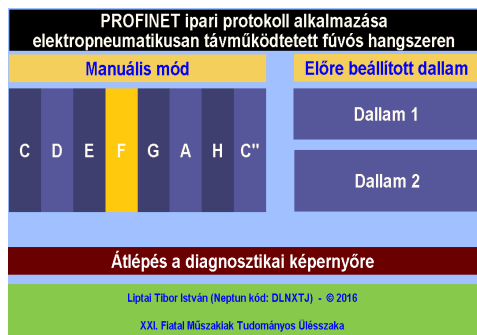 PROFINET ipari protokoll alkalmazása
elektropneumatikusan távműködtetett fúvós hangszeren
Manuális mód
Előre beállított dallam
C D E F G A H C"
Dallam 1
Dallam 2
Átlépés a diagnosztikai képernyőre
Liptai Tibor István (Neptun kód: DLNXTJ) - © 2016
XXI. Fiatal Műszakiak Tudományos Ülésszaka